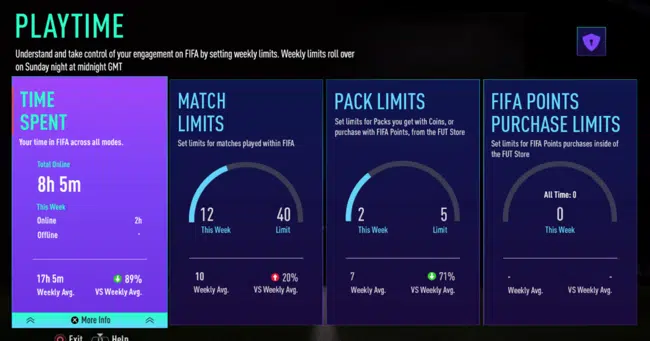 PLAYTIME
Understand and take control of your engagement on FIFA by setting weekly limits. Weekly limits roll over
on Sunday night at midnight GMT
TIME
SPENT
Your time in FIFA across all modes.
Total Online
8h 5m
This Week
Online 2h
Offline -
17h 5m 89%
Weekly Avg. VS Weekly Avg.
More Info
MATCH
LIMITS
Set limits for matches played within FIFA
12 40
This Week Limit
10 20%
Weekly Avg. VS Weekly Avg.
PACK LIMITS
Set limits for Packs you get with Coins, or
purchase with FIFA Points, from the FUT Store
2 5
This Week Limit
7 71%
Weekly Avg. VS Weekly Avg.
FIFA POINTS
PURCHASE LIMITS
Set limits for FIFA Points purchases inside of
the FUT Store
All Time: 0
0
This Week
- -
Weekly Avg. VS Weekly Avg.
Exit Help